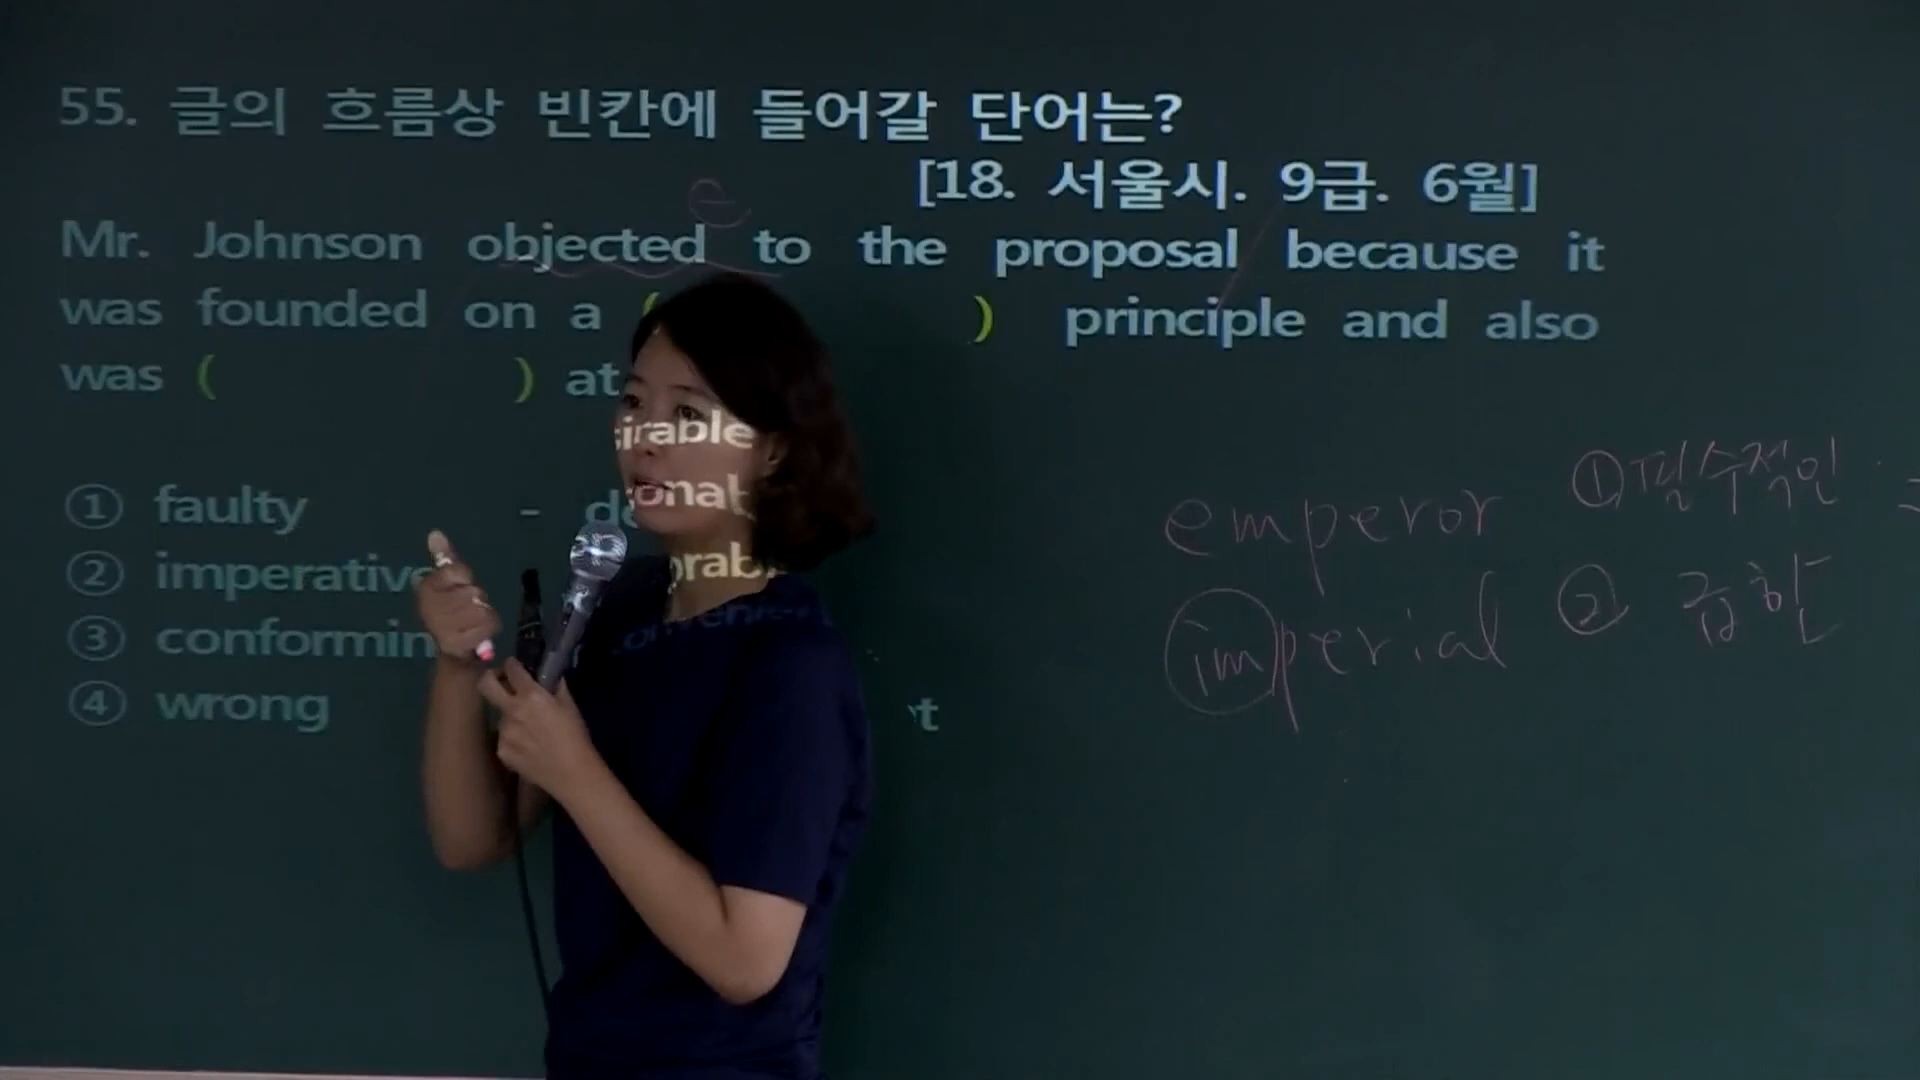 55. 글의 흐름상 빈칸에 들어갈 단어는?
[18. 서울시. 9급. 6월]
e
Mr. Johnson objected to the proposal because it
was founded on a ( ) principle and also
was ( ) at
① faulty -
② imperative
③
④ wrong
emperor ① 필수적인
imperial ② 급한